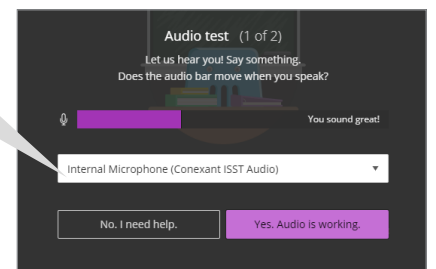 Audio test (1 of 2)
Let us hear you! Say something.
Does the audio bar move when you speak?
You sound great!
Internal Microphone (Conexant ISST Audio)
No. I need help.
Yes. Audio is working.